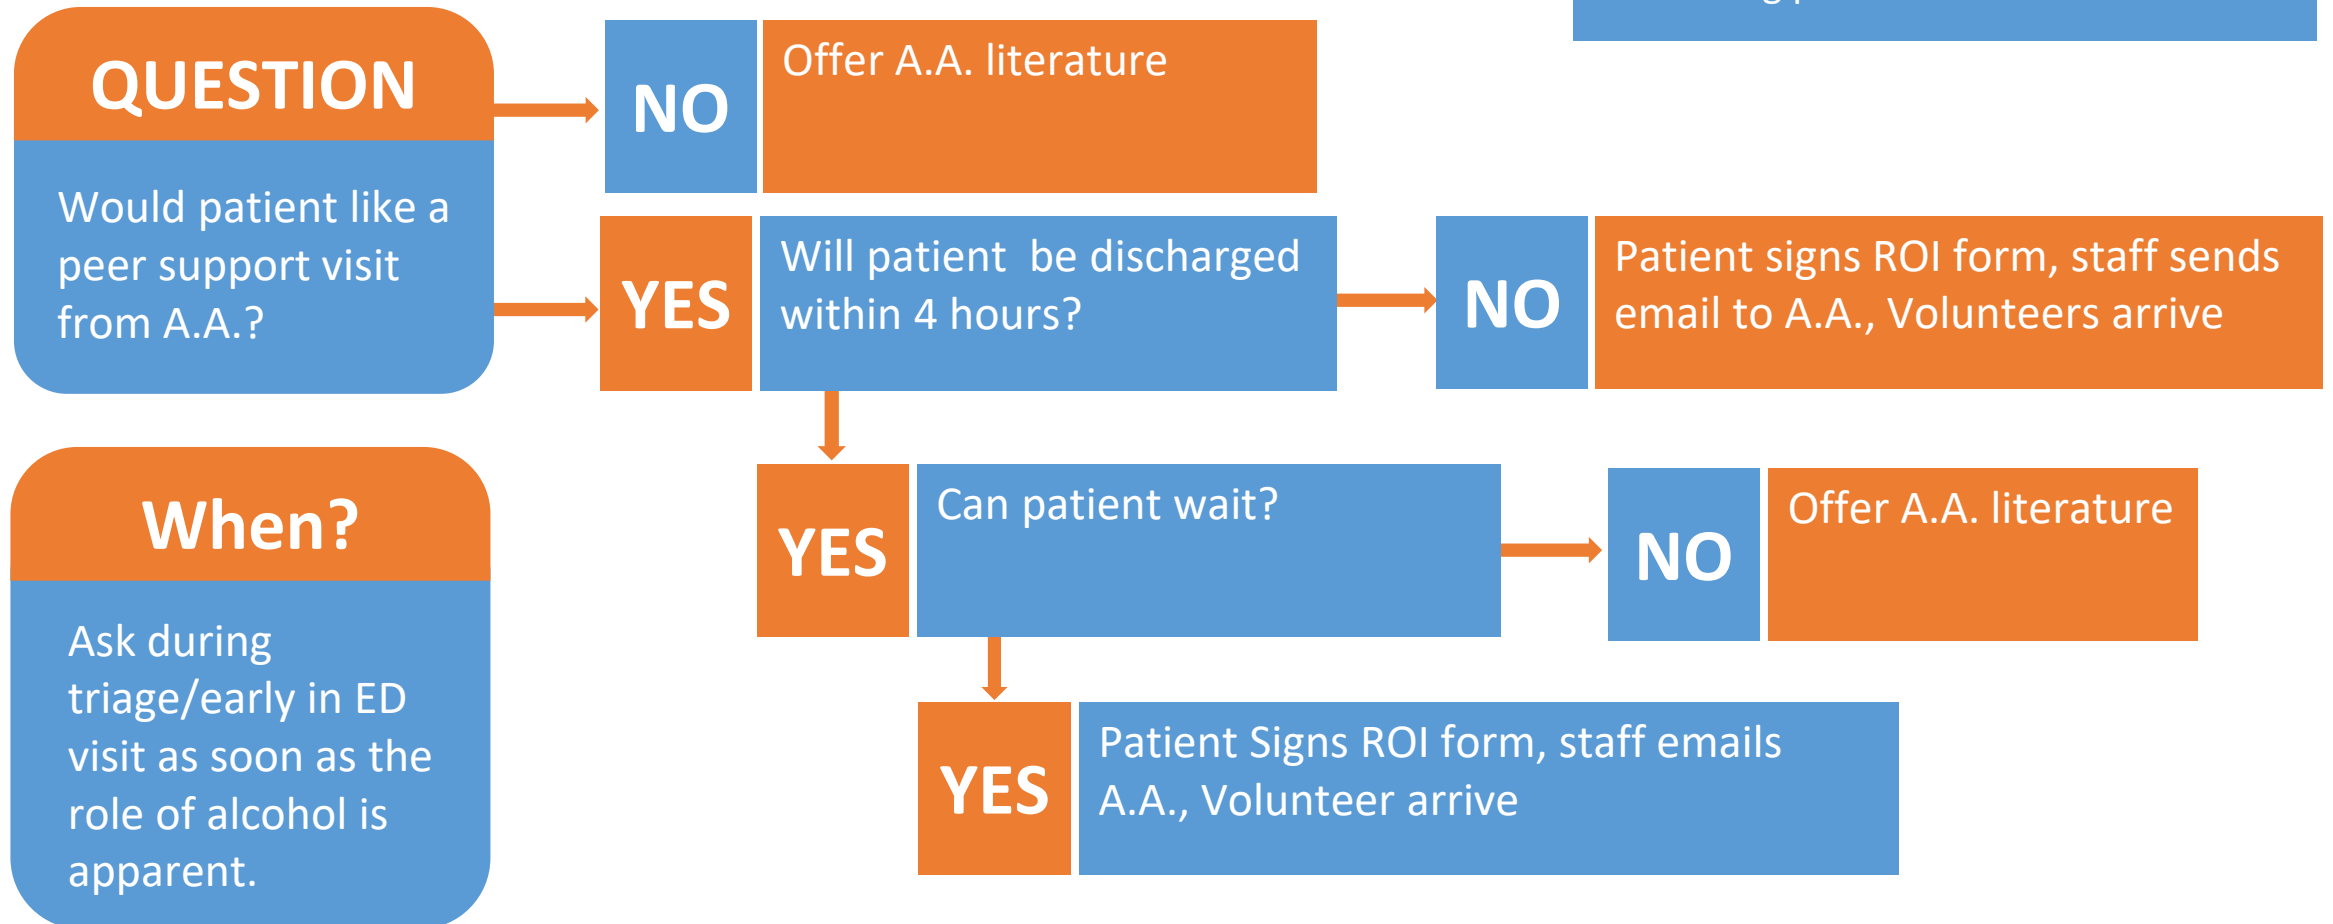 QUESTION
Would patient like a
peer support visit
from A.A.?
NO
Offer A.A. literature
YES
Will patient  be discharged
within 4 hours?
NO
Patient signs ROI form, staff sends
email to A.A., Volunteers arrive
When?
Ask during
triage/early in ED
visit as soon as the
role of alcohol is
apparent.
YES
Can patient wait?
NO
Offer A.A. literature
YES
Patient Signs ROI form, staff emails
A.A., Volunteer arrive